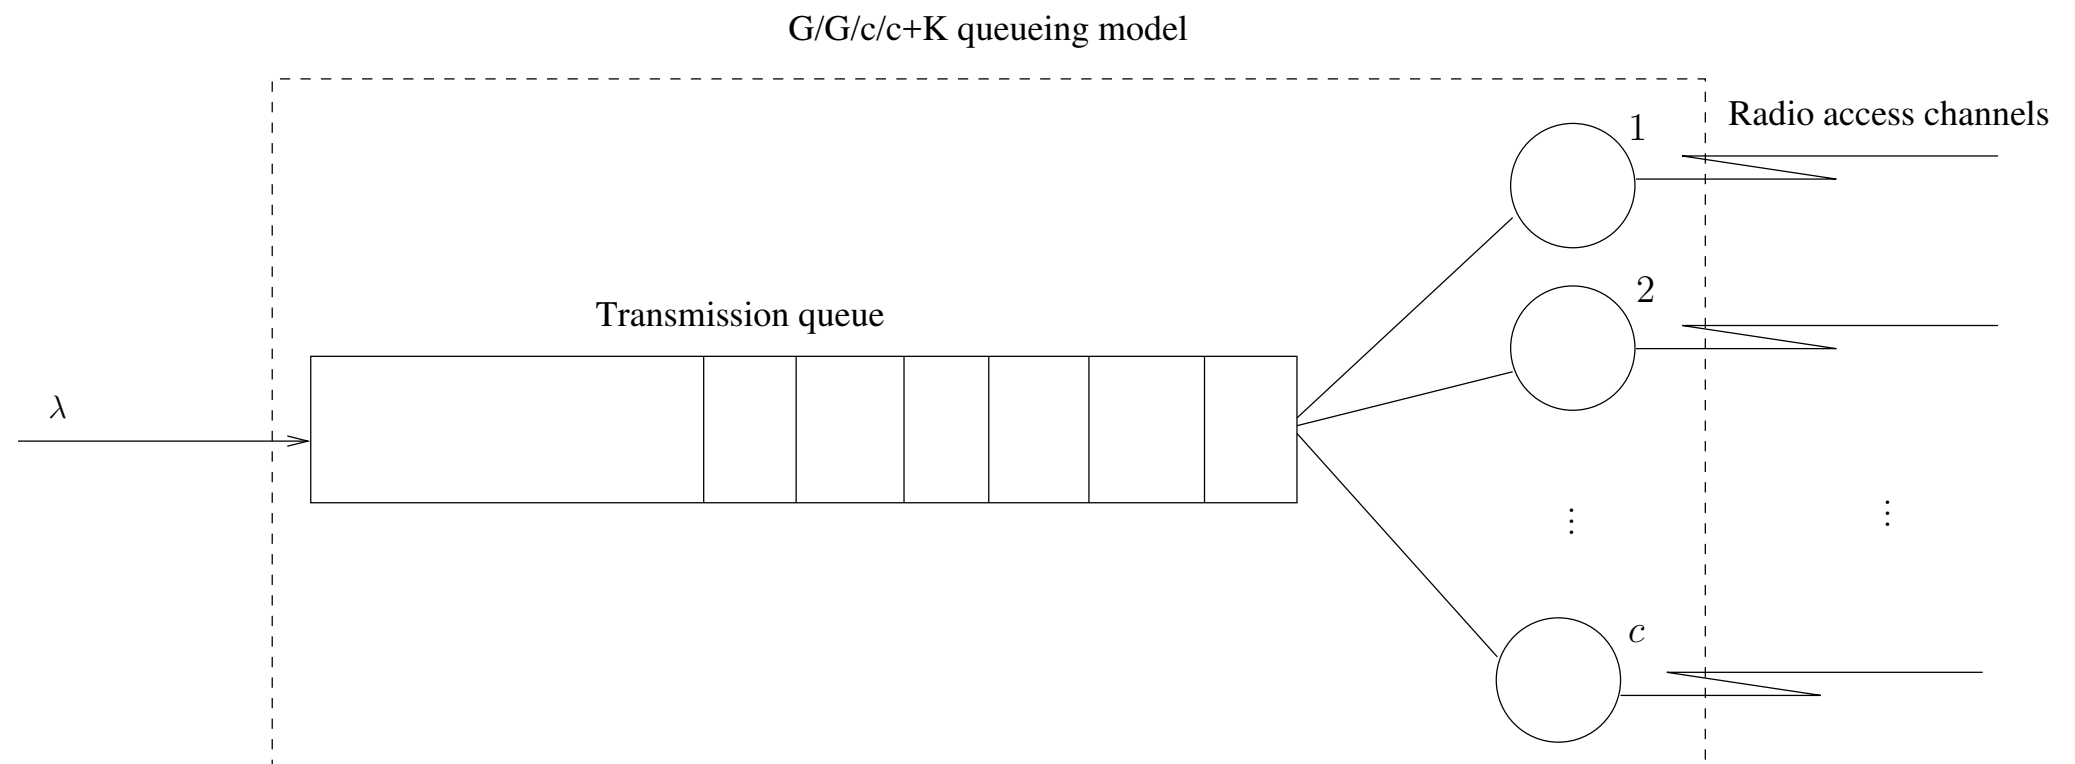 G/G/c/c+K queueing model
Radio access channels
1
2
Transmission queue
λ
⋮
⋮
c